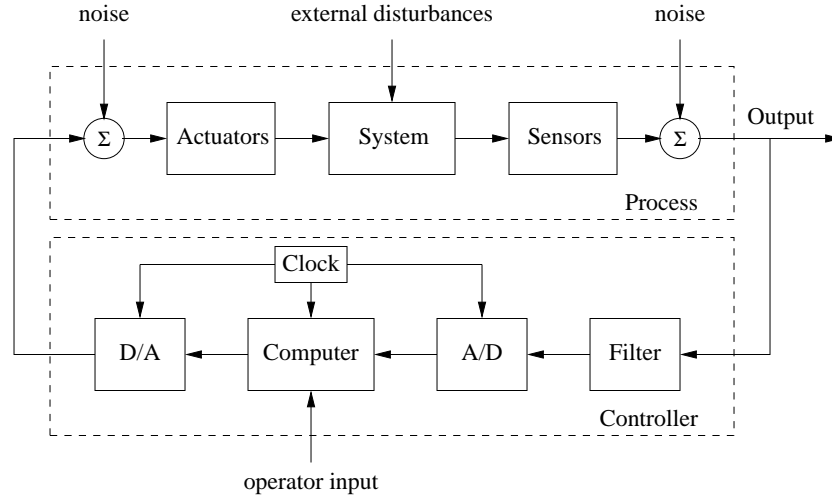 noise
external disturbances
noise
Σ
Actuators
System
Sensors
Σ
Output
Process
Clock
D/A
Computer
A/D
Filter
Controller
operator input